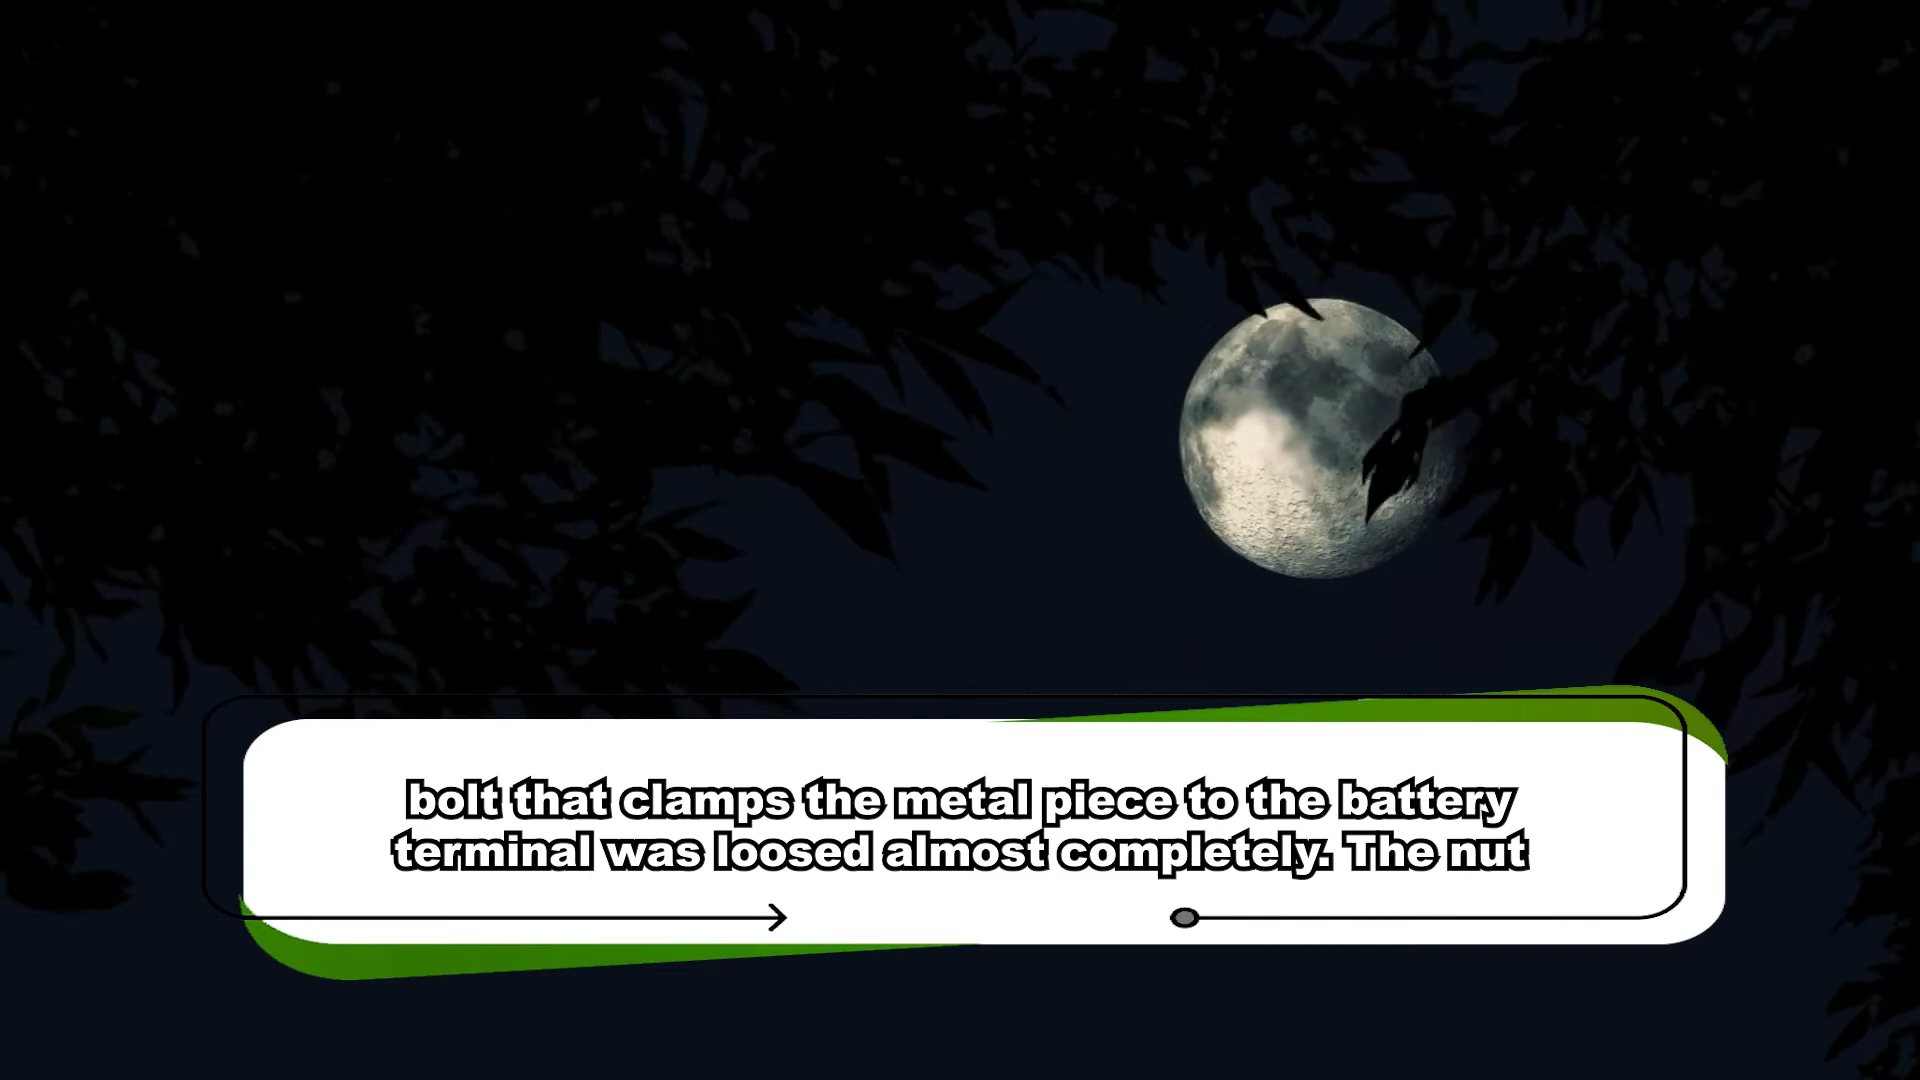 bolt that clamps the metal piece to the battery
terminal was loosed almost completely. The nut